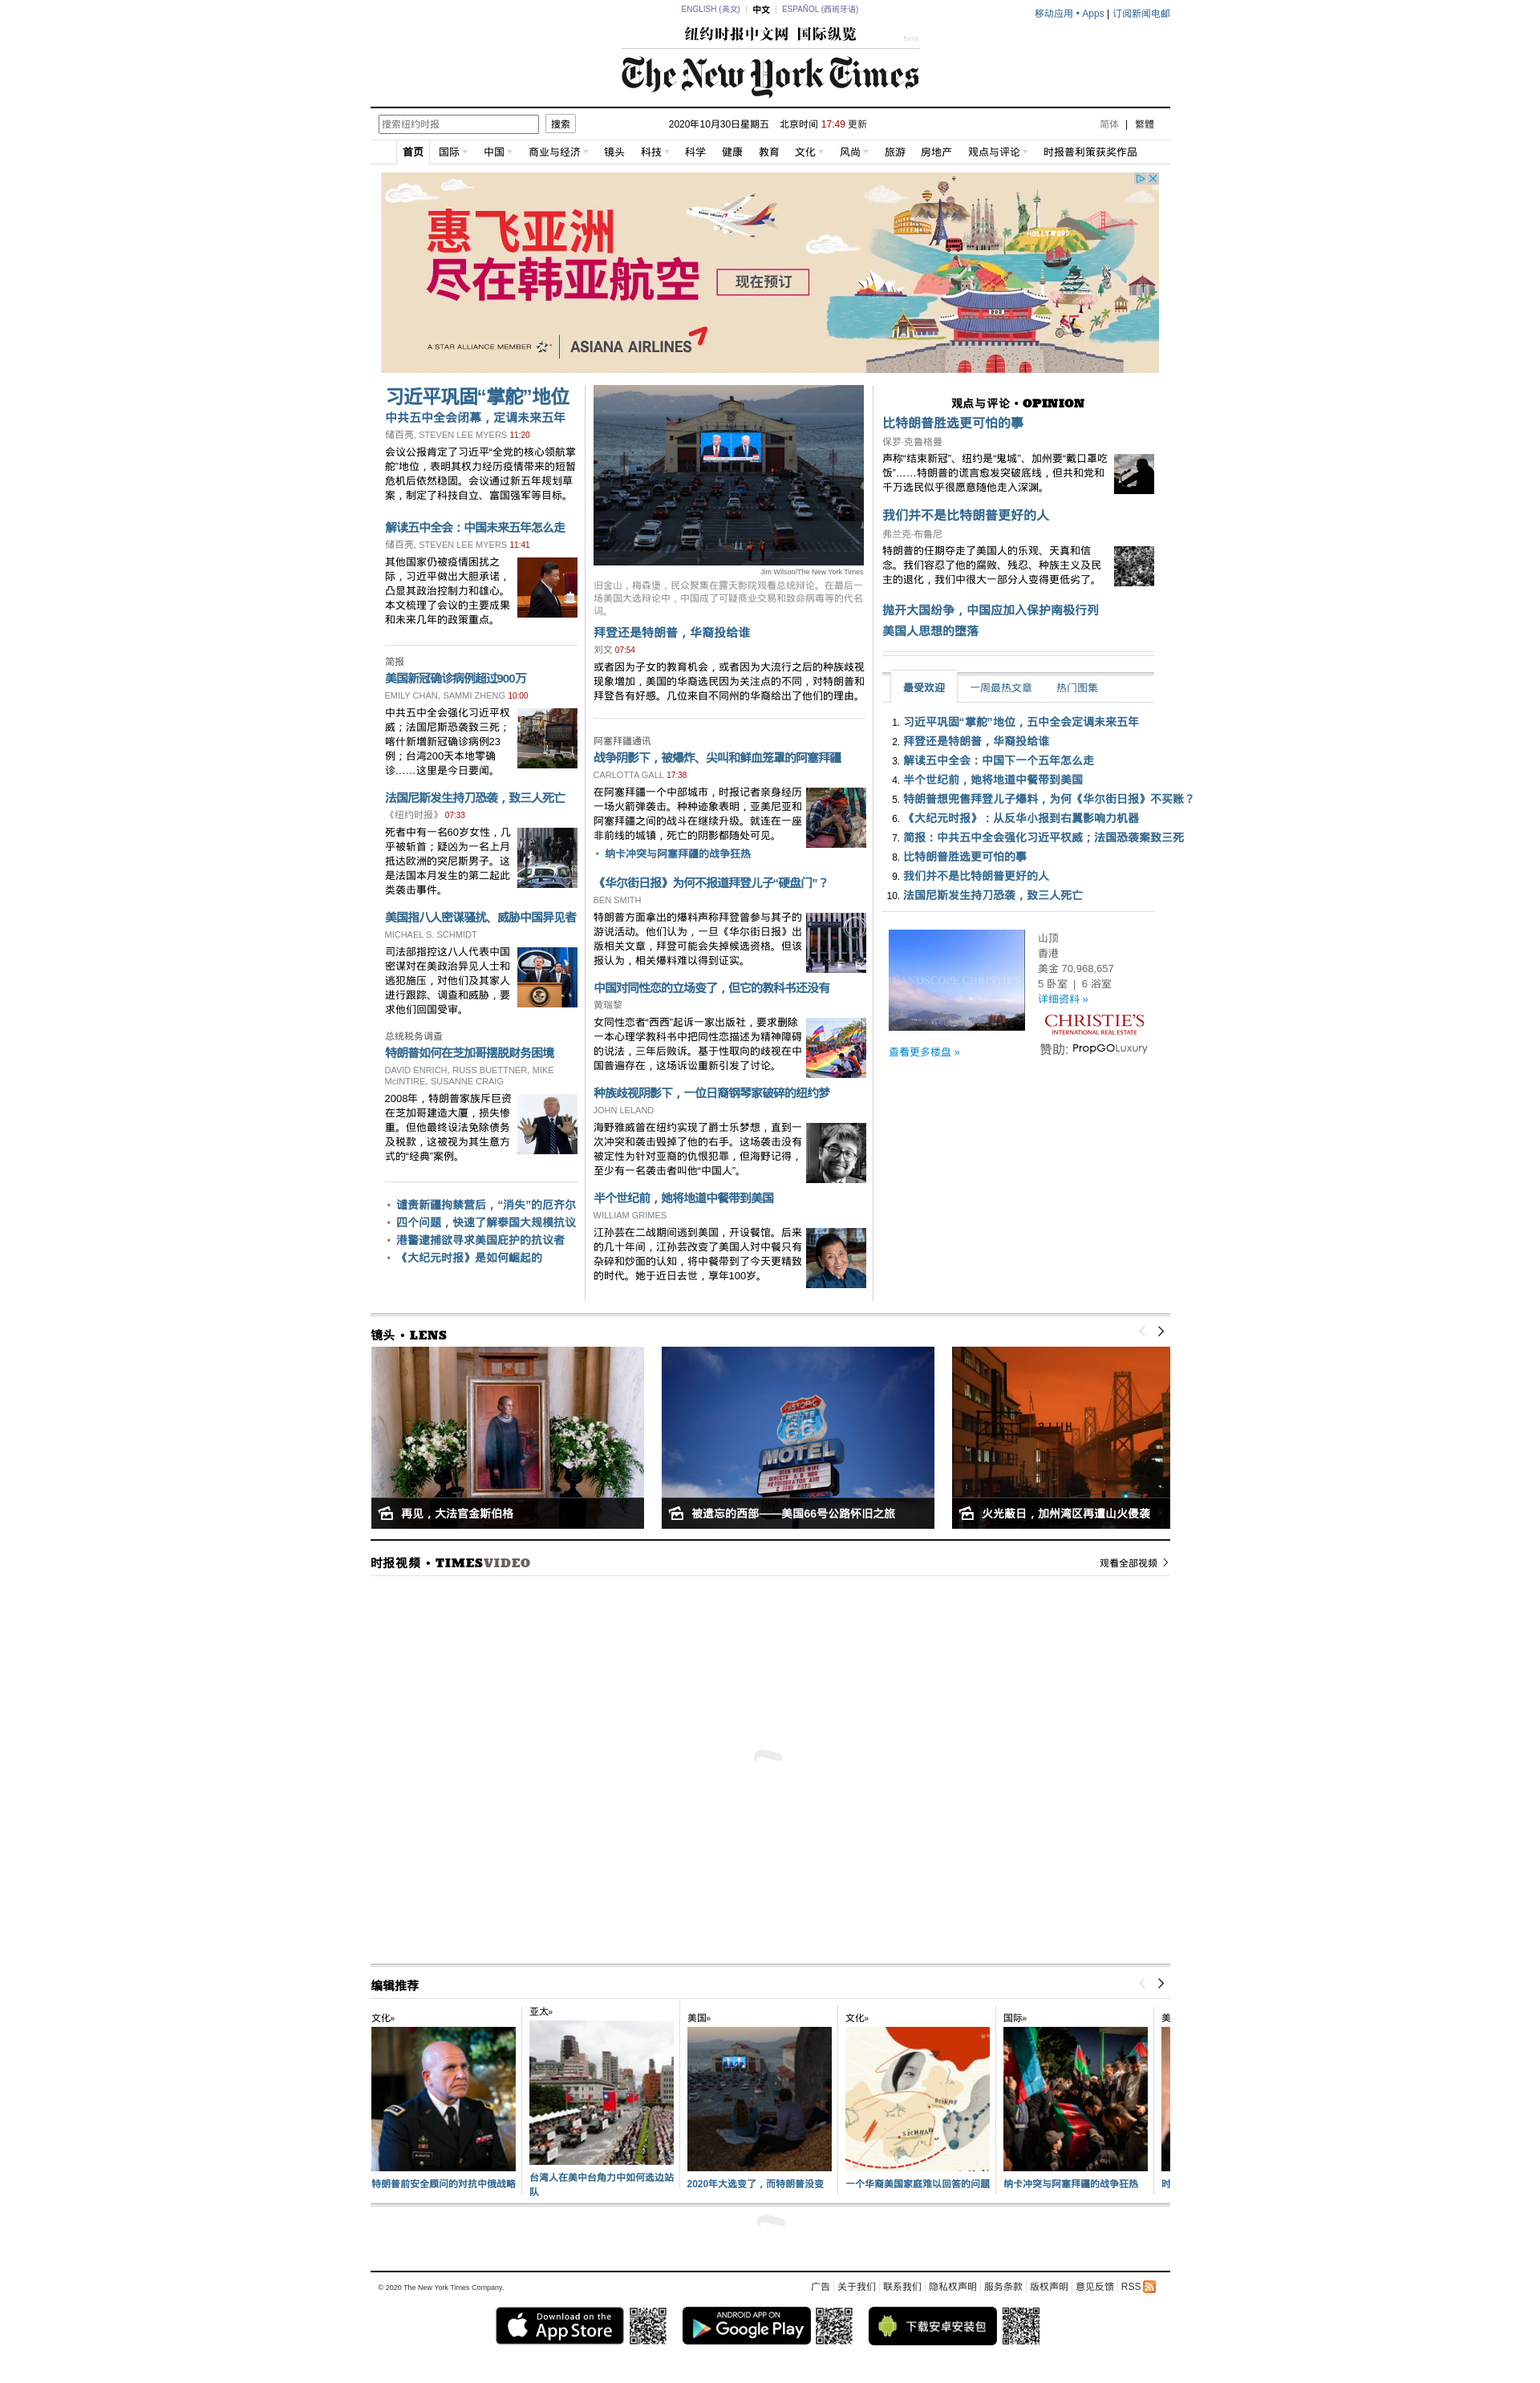 ENGLISH (英文) | 中文 | ESPAÑOL (西班牙语)
移动应用 • Apps | 订阅新闻电邮
纽约时报中文网 国际纵览
Beta
The New York Times
搜索纽约时报 搜索
2020年10月30日星期五 北京时间 17:49 更新
简体 | 繁體
首页 国际 中国 商业与经济 镜头 科技 科学 健康 教育 文化 风尚 旅游 房地产 观点与评论 时报普利策获奖作品
惠飞亚洲
尽在韩亚航空
现在预订
A STAR ALLIANCE MEMBER
ASIANA AIRLINES
HOLLYWOOD
习近平巩固“掌舵”地位
中共五中全会闭幕，定调未来五年
储百亮, STEVEN LEE MYERS 11:20
会议公报肯定了习近平“全党的核心领航掌
舵”地位，表明其权力经历疫情带来的短暂
危机后依然稳固。会议通过新五年规划草
案，制定了科技自立、富国强军等目标。
解读五中全会：中国未来五年怎么走
储百亮, STEVEN LEE MYERS 11:41
其他国家仍被疫情困扰之
际，习近平做出大胆承诺，
凸显其政治控制力和雄心。
本文梳理了会议的主要成果
和未来几年的政策重点。
简报
美国新冠确诊病例超过900万
EMILY CHAN, SAMMI ZHENG 10:00
中共五中全会强化习近平权
威；法国尼斯恐袭致三死；
喀什新增新冠确诊病例23
例；台湾200天本地零确
诊……这里是今日要闻。
法国尼斯发生持刀恐袭，致三人死亡
《纽约时报》 07:33
死者中有一名60岁女性，几
乎被斩首；疑凶为一名上月
抵达欧洲的突尼斯男子。这
是法国本月发生的第二起此
类袭击事件。
美国指八人密谋骚扰、威胁中国异见者
MICHAEL S. SCHMIDT
司法部指控这八人代表中国
密谋对在美政治异见人士和
逃犯施压，对他们及其家人
进行跟踪、调查和威胁，要
求他们回国受审。
总统税务调查
特朗普如何在芝加哥摆脱财务困境
DAVID ENRICH, RUSS BUETTNER, MIKE
McINTIRE, SUSANNE CRAIG
2008年，特朗普家族斥巨资
在芝加哥建造大厦，损失惨
重。但他最终设法免除债务
及税款，这被视为其生意方
式的“经典”案例。
• 谴责新疆拘禁营后，“消失”的厄齐尔
• 四个问题，快速了解泰国大规模抗议
• 港警逮捕欲寻求美国庇护的抗议者
• 《大纪元时报》是如何崛起的
Jim Wilson/The New York Times
旧金山，梅森堡，民众聚集在露天影院观看总统辩论。在最后一
场美国大选辩论中，中国成了可疑商业交易和致命病毒等的代名
词。
拜登还是特朗普，华裔投给谁
刘文 07:54
或者因为子女的教育机会，或者因为大流行之后的种族歧视
现象增加，美国的华裔选民因为关注点的不同，对特朗普和
拜登各有好感。几位来自不同州的华裔给出了他们的理由。
阿塞拜疆通讯
战争阴影下，被爆炸、尖叫和鲜血笼罩的阿塞拜疆
CARLOTTA GALL 17:38
在阿塞拜疆一个中部城市，时报记者亲身经历
一场火箭弹袭击。种种迹象表明，亚美尼亚和
阿塞拜疆之间的战斗在继续升级。就连在一座
非前线的城镇，死亡的阴影都随处可见。
• 纳卡冲突与阿塞拜疆的战争狂热
《华尔街日报》为何不报道拜登儿子“硬盘门”？
BEN SMITH
特朗普方面拿出的爆料声称拜登曾参与其子的
游说活动。他们认为，一旦《华尔街日报》出
版相关文章，拜登可能会失掉候选资格。但该
报认为，相关爆料难以得到证实。
中国对同性恋的立场变了，但它的教科书还没有
黄瑞黎
女同性恋者“西西”起诉一家出版社，要求删除
一本心理学教科书中把同性恋描述为精神障碍
的说法，三年后败诉。基于性取向的歧视在中
国普遍存在，这场诉讼重新引发了讨论。
种族歧视阴影下，一位日裔钢琴家破碎的纽约梦
JOHN LELAND
海野雅威曾在纽约实现了爵士乐梦想，直到一
次冲突和袭击毁掉了他的右手。这场袭击没有
被定性为针对亚裔的仇恨犯罪，但海野记得，
至少有一名袭击者叫他“中国人”。
半个世纪前，她将地道中餐带到美国
WILLIAM GRIMES
江孙芸在二战期间逃到美国，开设餐馆。后来
的几十年间，江孙芸改变了美国人对中餐只有
杂碎和炒面的认知，将中餐带到了今天更精致
的时代。她于近日去世，享年100岁。
观点与评论 • OPINION
比特朗普胜选更可怕的事
保罗·克鲁格曼
声称“结束新冠”、纽约是“鬼城”、加州要“戴口罩吃
饭”……特朗普的谎言愈发突破底线，但共和党和
千万选民似乎很愿意随他走入深渊。
我们并不是比特朗普更好的人
弗兰克·布鲁尼
特朗普的任期夺走了美国人的乐观、天真和信
念。我们容忍了他的腐败、残忍、种族主义及民
主的退化，我们中很大一部分人变得更低劣了。
抛开大国纷争，中国应加入保护南极行列
美国人思想的堕落
最受欢迎 一周最热文章 热门图集
1. 习近平巩固“掌舵”地位，五中全会定调未来五年
2. 拜登还是特朗普，华裔投给谁
3. 解读五中全会：中国下一个五年怎么走
4. 半个世纪前，她将地道中餐带到美国
5. 特朗普想兜售拜登儿子爆料，为何《华尔街日报》不买账？
6. 《大纪元时报》：从反华小报到右翼影响力机器
7. 简报：中共五中全会强化习近平权威；法国恐袭案致三死
8. 比特朗普胜选更可怕的事
9. 我们并不是比特朗普更好的人
10. 法国尼斯发生持刀恐袭，致三人死亡
LANDSCOPE CHRISTIE'S
山顶
香港
美金 70,968,657
5 卧室 | 6 浴室
详细资料 »
CHRISTIE'S
INTERNATIONAL REAL ESTATE
查看更多楼盘 »
赞助: PropGOLuxury
镜头 • LENS
HISTORIC
ROUTE
66
MOTEL
再见，大法官金斯伯格
被遗忘的西部——美国66号公路怀旧之旅
火光蔽日，加州湾区再遭山火侵袭
时报视频 • TIMESVIDEO
观看全部视频
编辑推荐
文化»
亚太»
美国»
文化»
国际»
美
特朗普前安全顾问的对抗中俄战略
台湾人在美中台角力中如何选边站
队
2020年大选变了，而特朗普没变
一个华裔美国家庭难以回答的问题
纳卡冲突与阿塞拜疆的战争狂热
时
© 2020 The New York Times Company.
广告 | 关于我们 | 联系我们 | 隐私权声明 | 服务条款 | 版权声明 | 意见反馈 | RSS
Download on the
App Store
ANDROID APP ON
Google Play
下载安卓安装包